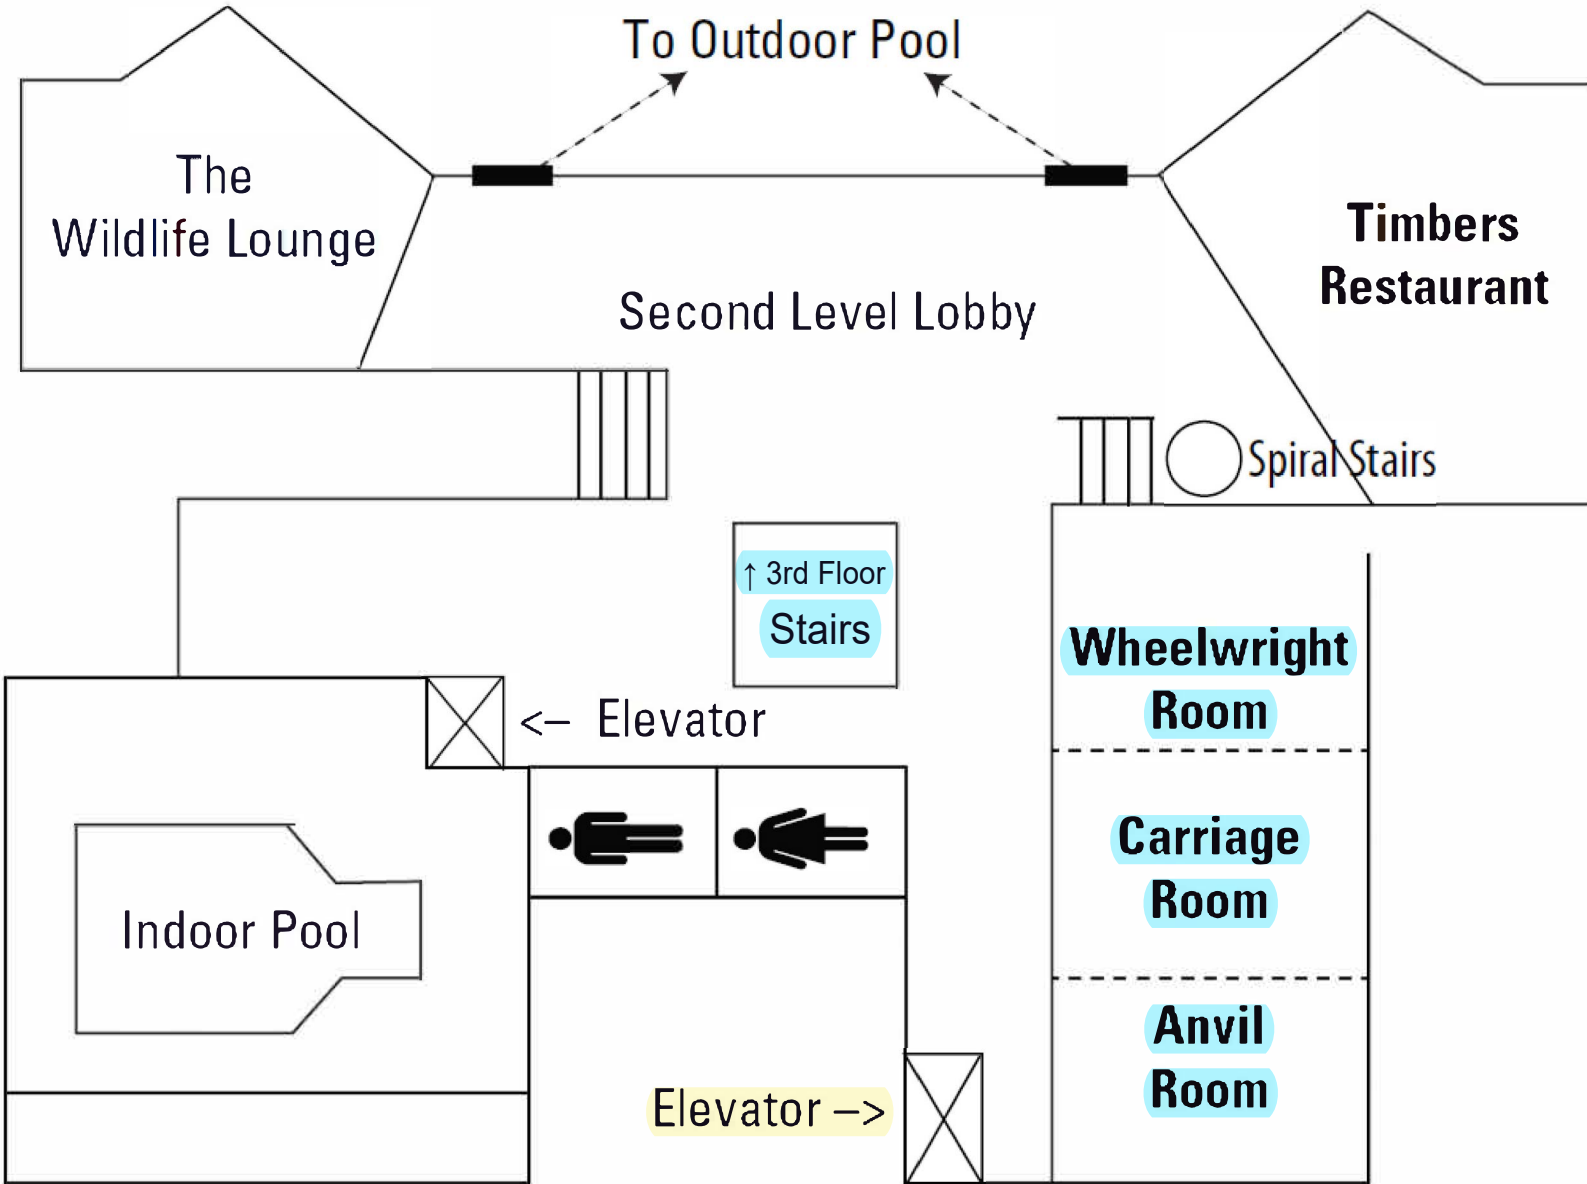 To Outdoor Pool
The
Wildlife Lounge
Timbers
Restaurant
Second Level Lobby
Spiral Stairs
↑ 3rd Floor
Stairs
Wheelwright
Room
<– Elevator
Carriage
Room
Indoor Pool
Anvil
Room
Elevator –>